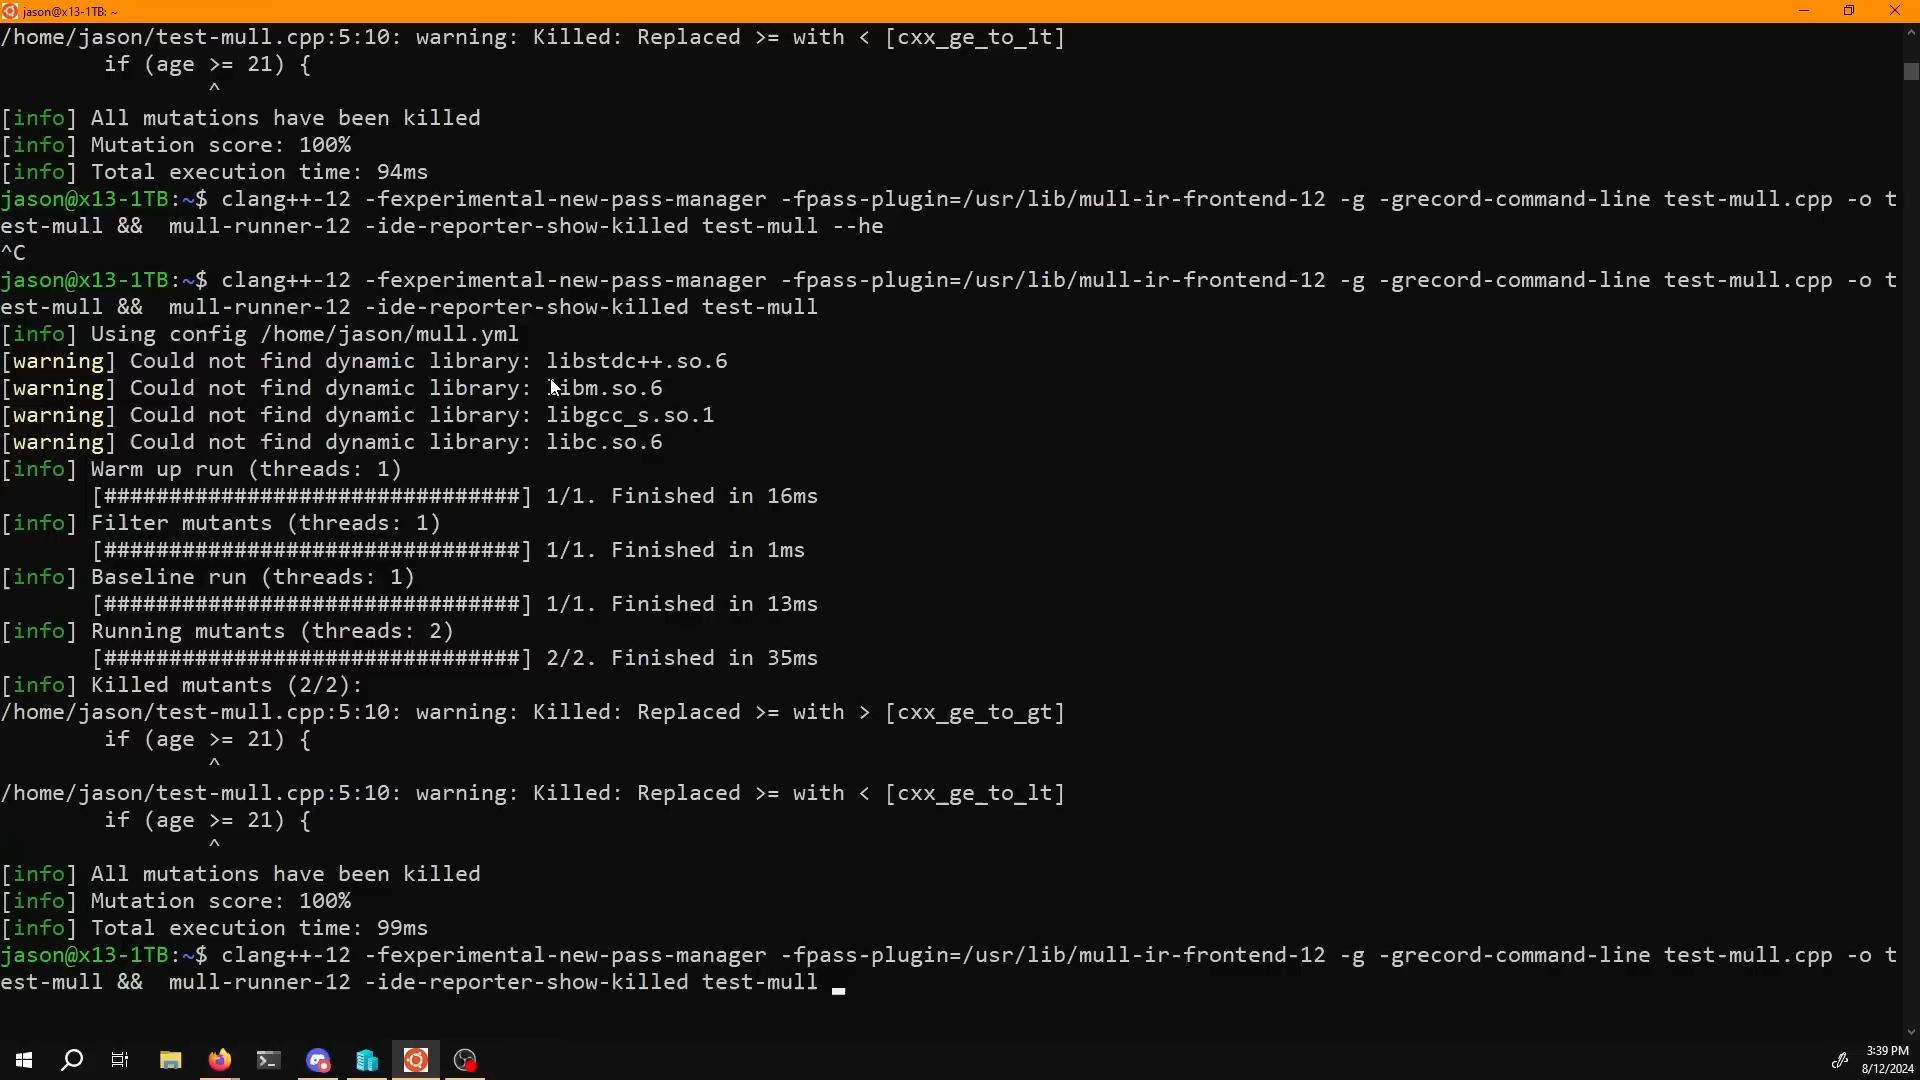 jason@x13-1TB: ~
/home/jason/test-mull.cpp:5:10: warning: Killed: Replaced >= with < [cxx_ge_to_lt]
        if (age >= 21) {
                ^
[info] All mutations have been killed
[info] Mutation score: 100%
[info] Total execution time: 94ms
jason@x13-1TB:~$ clang++-12 -fexperimental-new-pass-manager -fpass-plugin=/usr/lib/mull-ir-frontend-12 -g -grecord-command-line test-mull.cpp -o t
est-mull &&  mull-runner-12 -ide-reporter-show-killed test-mull --he
^C
jason@x13-1TB:~$ clang++-12 -fexperimental-new-pass-manager -fpass-plugin=/usr/lib/mull-ir-frontend-12 -g -grecord-command-line test-mull.cpp -o t
est-mull &&  mull-runner-12 -ide-reporter-show-killed test-mull
[info] Using config /home/jason/mull.yml
[warning] Could not find dynamic library: libstdc++.so.6
[warning] Could not find dynamic library: libm.so.6
[warning] Could not find dynamic library: libgcc_s.so.1
[warning] Could not find dynamic library: libc.so.6
[info] Warm up run (threads: 1)
       [################################] 1/1. Finished in 16ms
[info] Filter mutants (threads: 1)
       [################################] 1/1. Finished in 1ms
[info] Baseline run (threads: 1)
       [################################] 1/1. Finished in 13ms
[info] Running mutants (threads: 2)
       [################################] 2/2. Finished in 35ms
[info] Killed mutants (2/2):
/home/jason/test-mull.cpp:5:10: warning: Killed: Replaced >= with > [cxx_ge_to_gt]
        if (age >= 21) {
                ^
/home/jason/test-mull.cpp:5:10: warning: Killed: Replaced >= with < [cxx_ge_to_lt]
        if (age >= 21) {
                ^
[info] All mutations have been killed
[info] Mutation score: 100%
[info] Total execution time: 99ms
jason@x13-1TB:~$ clang++-12 -fexperimental-new-pass-manager -fpass-plugin=/usr/lib/mull-ir-frontend-12 -g -grecord-command-line test-mull.cpp -o t
est-mull &&  mull-runner-12 -ide-reporter-show-killed test-mull
3:39 PM
8/12/2024